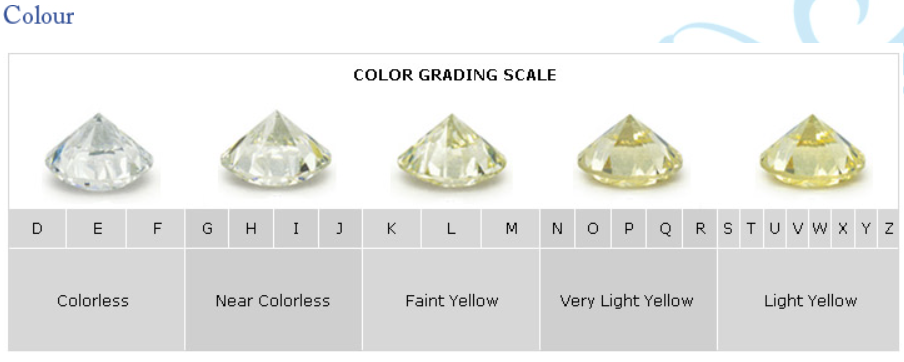 Colour
COLOR GRADING SCALE
D E F G H I J K L M N O P Q R S T U V W X Y Z
Colorless Near Colorless Faint Yellow Very Light Yellow Light Yellow